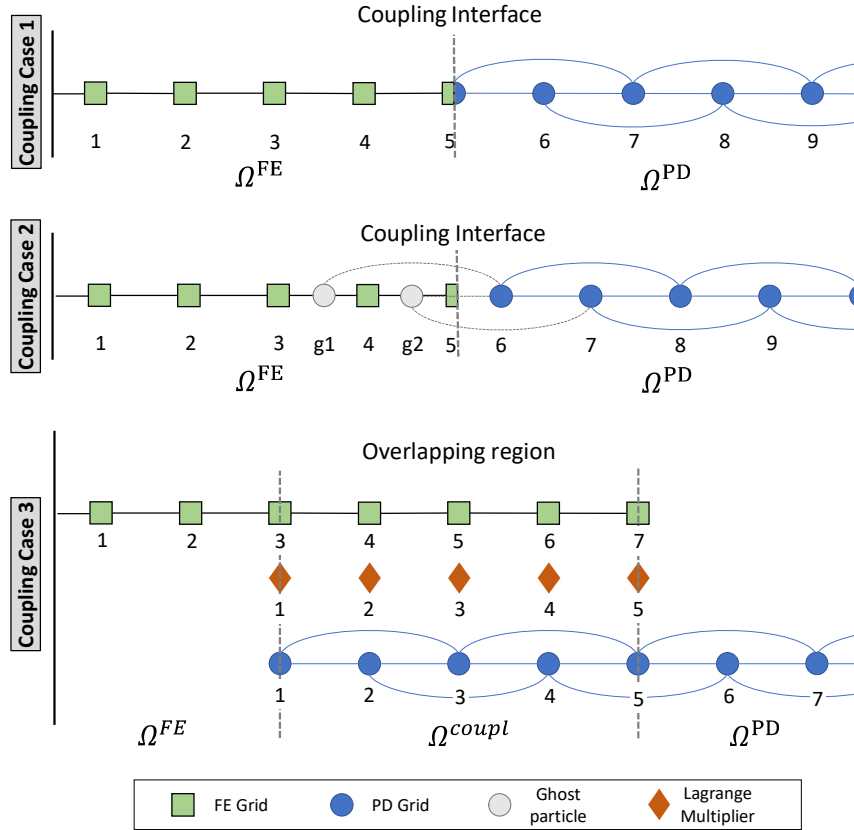 Coupling Case 1
Coupling Interface
1 2 3 4 5 6 7 8 9
Ω^FE Ω^PD
Coupling Case 2
Coupling Interface
1 2 3 g1 4 g2 5 6 7 8 9
Ω^FE Ω^PD
Coupling Case 3
Overlapping region
1 2 3 4 5 6 7
1 2 3 4 5
1 2 3 4 5 6 7
Ω^FE Ω^coupl Ω^PD
FE Grid
PD Grid
Ghost
particle
Lagrange
Multiplier